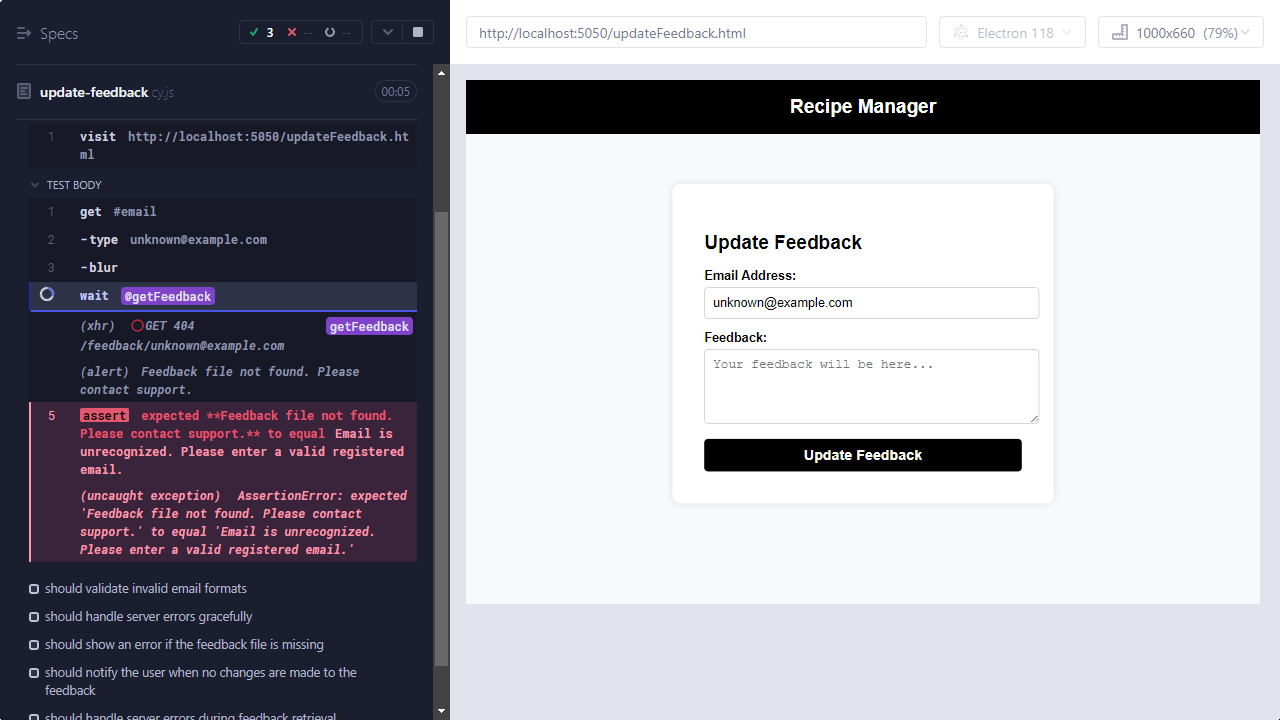 Specs
3
--
--
http://localhost:5050/updateFeedback.html
Electron 118
1000x660 (79%)
update-feedback.cy.js
00:05
1 visit http://localhost:5050/updateFeedback.ht
ml
TEST BODY
1 get #email
2 -type unknown@example.com
3 -blur
wait @getFeedback
(xhr) GET 404 getFeedback
/feedback/unknown@example.com
(alert) Feedback file not found. Please
contact support.
5 assert expected **Feedback file not found.
Please contact support.** to equal Email is
unrecognized. Please enter a valid registered
email.
(uncaught exception) AssertionError: expected
'Feedback file not found. Please contact
support.' to equal 'Email is unrecognized.
Please enter a valid registered email.'
should validate invalid email formats
should handle server errors gracefully
should show an error if the feedback file is missing
should notify the user when no changes are made to the
feedback
should handle server errors during feedback retrieval
Recipe Manager
Update Feedback
Email Address:
unknown@example.com
Feedback:
Your feedback will be here...
Update Feedback